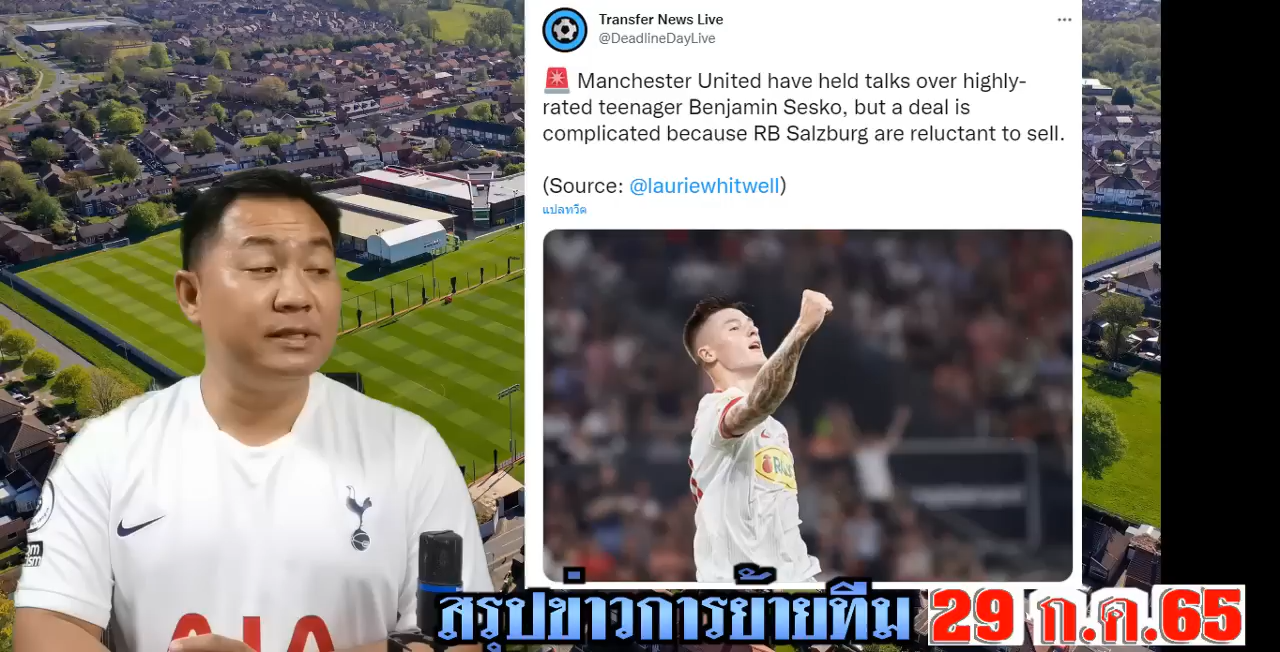 Transfer News Live
@DeadlineDayLive
🚨 Manchester United have held talks over highly-
rated teenager Benjamin Sesko, but a deal is
complicated because RB Salzburg are reluctant to sell.
(Source: @lauriewhitwell)
แปลทวีต
AIA
สรุปข่าวการย้ายทีม 29 ก.ค.65